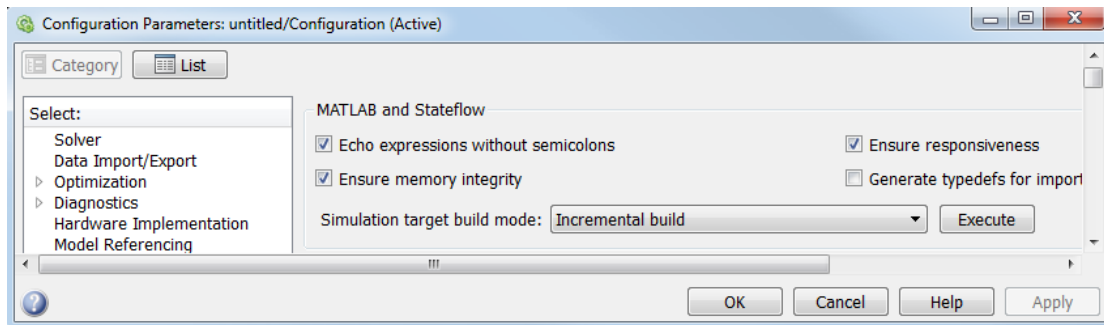 Configuration Parameters: untitled/Configuration (Active)
Category List
Select:
Solver
Data Import/Export
Optimization
Diagnostics
Hardware Implementation
Model Referencing
MATLAB and Stateflow
Echo expressions without semicolons
Ensure responsiveness
Ensure memory integrity
Generate typedefs for import
Simulation target build mode: Incremental build Execute
OK Cancel Help Apply